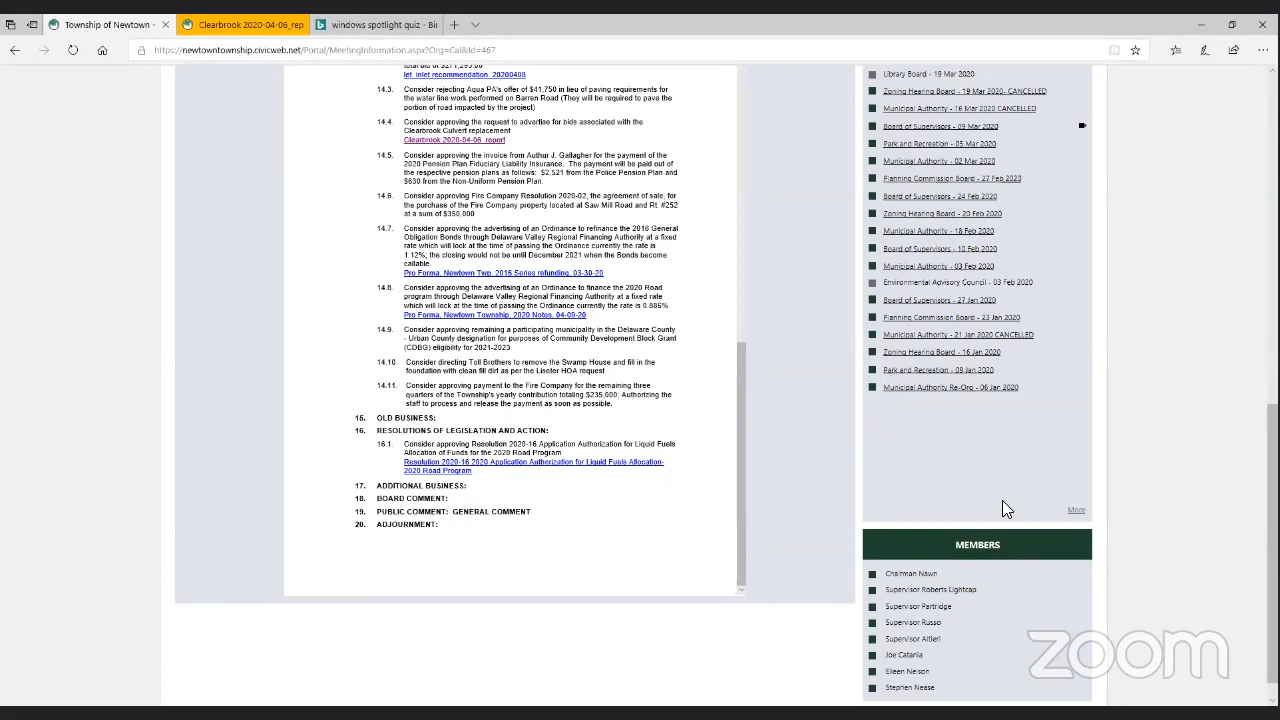 Township of Newtown -
Clearbrook 2020-04-06_rep
windows spotlight quiz - Bi
https://newtowntownship.civicweb.net/Portal/MeetingInformation.aspx?Org=Cal&Id=467
total bid of $271,295.00
let_inlet recommendation_20200408
14.3. Consider rejecting Aqua PA's offer of $41,750 in lieu of paving requirements for
the water line work performed on Barren Road (They will be required to pave the
portion of road impacted by the project)
14.4. Consider approving the request to advertise for bids associated with the
Clearbrook Culvert replacement
Clearbrook 2020-04-06_report
14.5. Consider approving the invoice from Authur J. Gallagher for the payment of the
2020 Pension Plan Fiduciary Liability Insurance. The payment will be paid out of
the respective pension plans as follows: $2,521 from the Police Pension Plan and
$630 from the Non-Uniform Pension Plan.
14.6. Consider approving Fire Company Resolution 2020-02, the agreement of sale, for
the purchase of the Fire Company property located at Saw Mill Road and Rt. #252
at a sum of $350,000
14.7. Consider approving the advertising of an Ordinance to refinance the 2016 General
Obligation Bonds through Delaware Valley Regional Financing Authority at a fixed
rate which will lock at the time of passing the Ordinance currently the rate is
1.12%; the closing would not be until December 2021 when the Bonds become
callable.
Pro Forma, Newtown Twp, 2016 Series refunding, 03-30-20
14.8. Consider approving the advertising of an Ordinance to finance the 2020 Road
program through Delaware Valley Regional Financing Authority at a fixed rate
which will lock at the time of passing the Ordinance currently the rate is 0.886%
Pro Forma, Newtown Township, 2020 Notes, 04-09-20
14.9. Consider approving remaining a participating municipality in the Delaware County
- Urban County designation for purposes of Community Development Block Grant
(CDBG) eligibility for 2021-2023
14.10. Consider directing Toll Brothers to remove the Swamp House and fill in the
foundation with clean fill dirt as per the Liseter HOA request
14.11. Consider approving payment to the Fire Company for the remaining three
quarters of the Township's yearly contribution totaling $235,000; Authorizing the
staff to process and release the payment as soon as possible.
15. OLD BUSINESS:
16. RESOLUTIONS OF LEGISLATION AND ACTION:
16.1. Consider approving Resolution 2020-16 Application Authorization for Liquid Fuels
Allocation of Funds for the 2020 Road Program
Resolution 2020-16 2020 Application Authorization for Liquid Fuels Allocation-
2020 Road Program
17. ADDITIONAL BUSINESS:
18. BOARD COMMENT:
19. PUBLIC COMMENT: GENERAL COMMENT
20. ADJOURNMENT:
Library Board - 19 Mar 2020
Zoning Hearing Board - 19 Mar 2020- CANCELLED
Municipal Authority - 16 Mar 2020 CANCELLED
Board of Supervisors - 09 Mar 2020
Park and Recreation - 05 Mar 2020
Municipal Authority - 02 Mar 2020
Planning Commission Board - 27 Feb 2020
Board of Supervisors - 24 Feb 2020
Zoning Hearing Board - 20 Feb 2020
Municipal Authority - 18 Feb 2020
Board of Supervisors - 10 Feb 2020
Municipal Authority - 03 Feb 2020
Environmental Advisory Council - 03 Feb 2020
Board of Supervisors - 27 Jan 2020
Planning Commission Board - 23 Jan 2020
Municipal Authority - 21 Jan 2020 CANCELLED
Zoning Hearing Board - 16 Jan 2020
Park and Recreation - 09 Jan 2020
Municipal Authority Re-Org - 06 Jan 2020
More
MEMBERS
Chairman Nawn
Supervisor Roberts Lightcap
Supervisor Partridge
Supervisor Russo
Supervisor Altieri
Joe Catania
Eileen Nelson
Stephen Nease
zoom